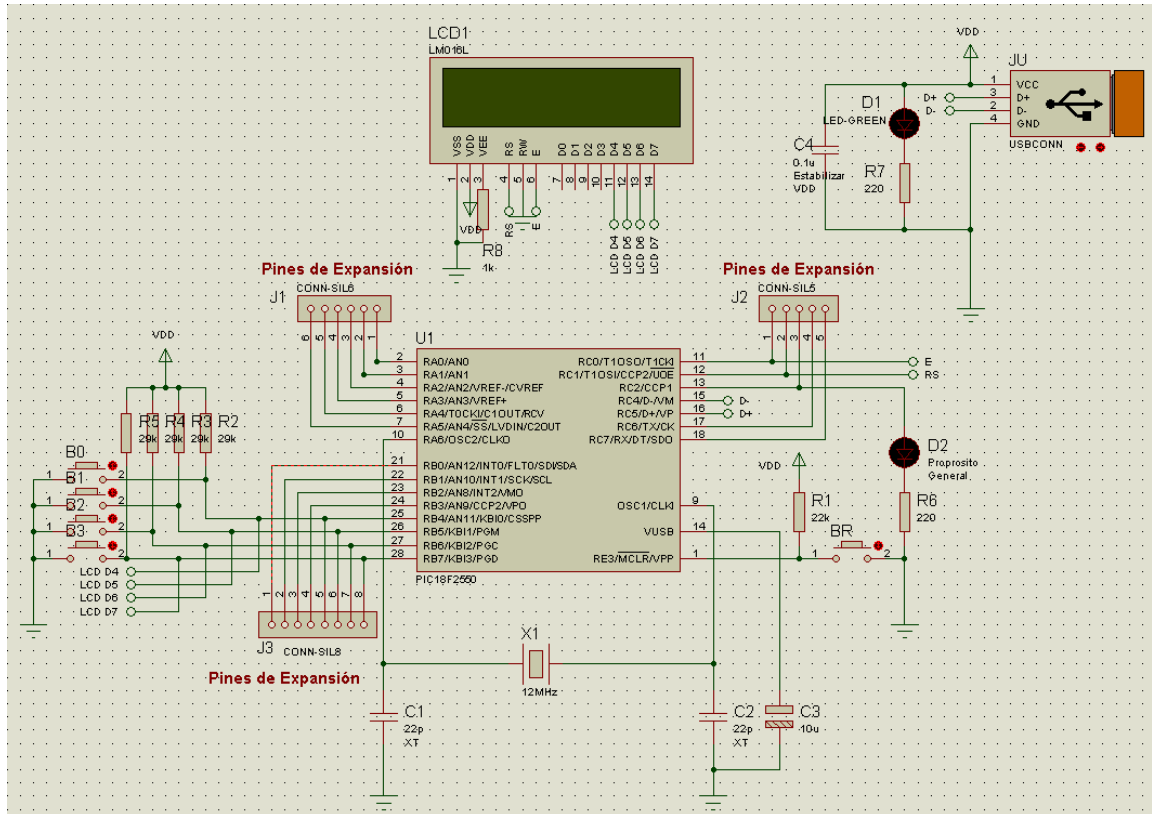 LCD1
LM016L
VSS
VDD
VEE
RS
RW
E
D0
D1
D2
D3
D4
D5
D6
D7
1
2
3
4
5
6
7
8
9
10
11
12
13
14
VDD
RS
E
R8
1k
LCD D4
LCD D5
LCD D6
LCD D7
VDD
JU
D1
LED-GREEN
D+
D-
1
3
2
4
VCC
D+
D-
GND
USBCONN
C4
0.1u
Estabilizar
VDD
R7
220
Pines de Expansión
J1
CONN-SIL6
6
5
4
3
2
1
Pines de Expansión
J2
CONN-SIL5
1
2
3
4
5
U1
2
3
4
5
6
7
10
21
22
23
24
25
26
27
28
RA0/AN0
RA1/AN1
RA2/AN2/VREF-/CVREF
RA3/AN3/VREF+
RA4/T0CKI/C1OUT/RCV
RA5/AN4/SS/LVDIN/C2OUT
RA6/OSC2/CLKO
RB0/AN12/INT0/FLT0/SDI/SDA
RB1/AN10/INT1/SCK/SCL
RB2/AN8/INT2/VMO
RB3/AN9/CCP2/VPO
RB4/AN11/KBI0/CSSPP
RB5/KBI1/PGM
RB6/KBI2/PGC
RB7/KBI3/PGD
RC0/T1OSO/T1CKI
RC1/T1OSI/CCP2/UOE
RC2/CCP1
RC4/D-/VM
RC5/D+/VP
RC6/TX/CK
RC7/RX/DT/SDO
OSC1/CLKI
VUSB
RE3/MCLR/VPP
11
12
13
15
16
17
18
9
14
1
PIC18F2550
E
RS
D-
D+
D2
Proprosito
General
R6
220
VDD
R1
22k
BR
1
2
VDD
R5
29k
R4
29k
R3
29k
R2
29k
B0
1
2
B1
1
2
B2
1
2
B3
1
2
LCD D4
LCD D5
LCD D6
LCD D7
1
2
3
4
5
6
7
8
J3
CONN-SIL8
Pines de Expansión
X1
12MHz
C1
22p
XT
C2
22p
XT
C3
10u